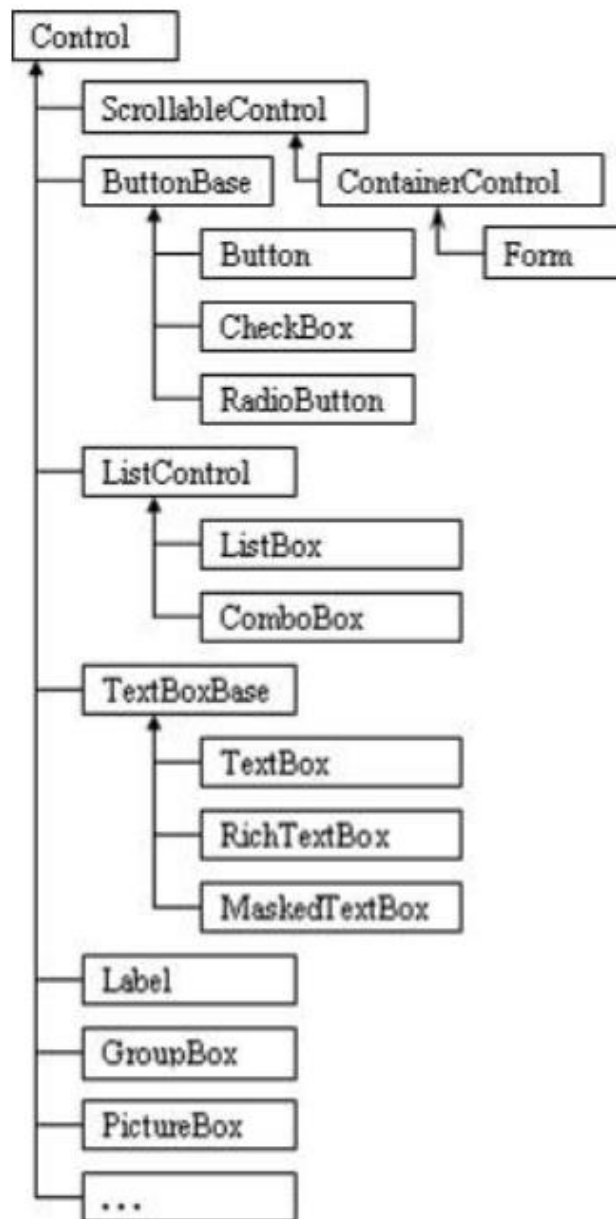 Control
ScrollableControl
ButtonBase
ContainerControl
Button
Form
CheckBox
RadioButton
ListControl
ListBox
ComboBox
TextBoxBase
TextBox
RichTextBox
MaskedTextBox
Label
GroupBox
PictureBox
...